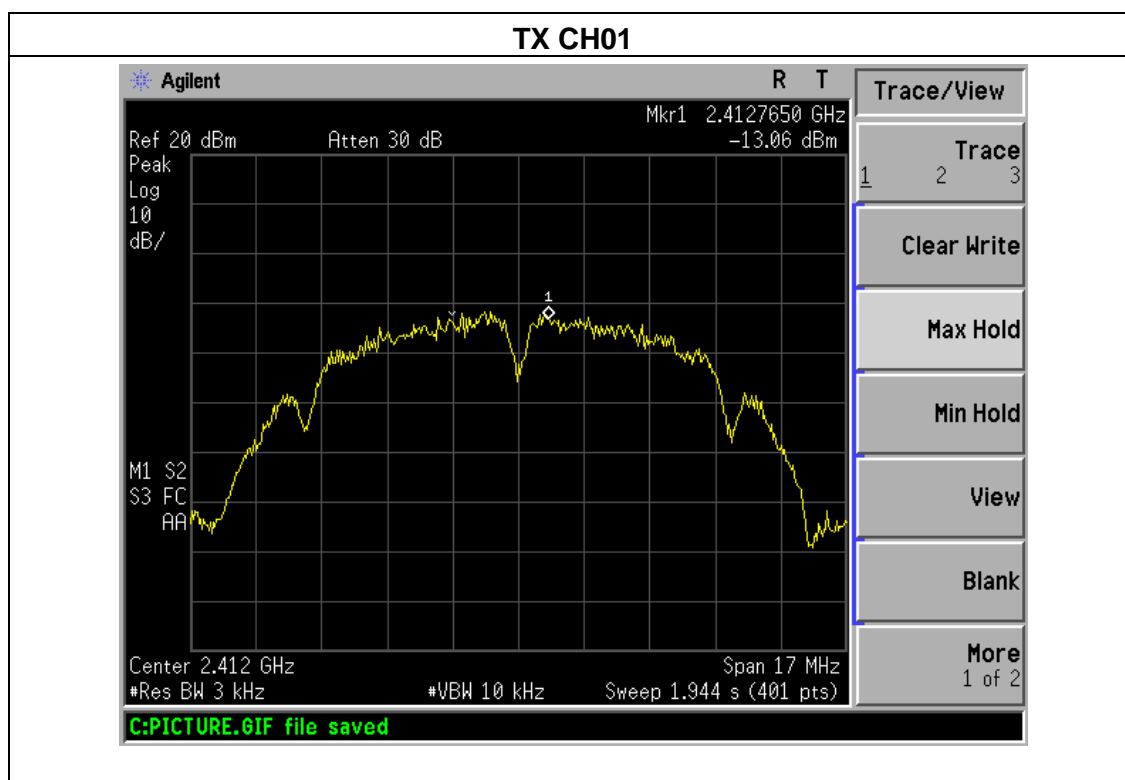 TX CH01
Agilent R T
Mkr1 2.4127650 GHz
Ref 20 dBm Atten 30 dB -13.06 dBm
Peak
Log
10
dB/
1
M1 S2
S3 FC
AA
Center 2.412 GHz Span 17 MHz
#Res BW 3 kHz #VBW 10 kHz Sweep 1.944 s (401 pts)
C:PICTURE.GIF file saved
Trace/View
Trace
1 2 3
Clear Write
Max Hold
Min Hold
View
Blank
More
1 of 2